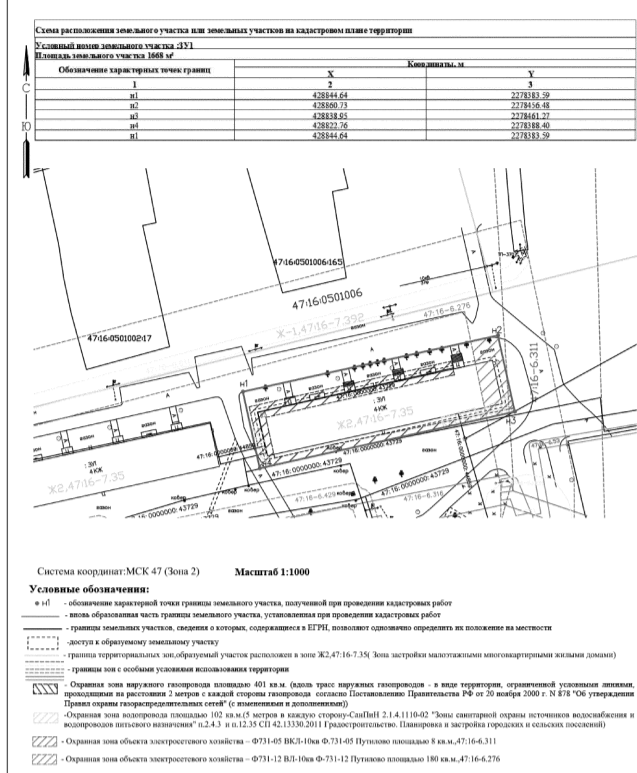 Схема расположения земельного участка или земельных участков на кадастровом плане территории
Условный номер земельного участка :ЗУ1
Площадь земельного участка 1668 м²
Обозначение характерных точек границ
Координаты, м
X
Y
1
2
3
н1
428844.64
2278383.59
н2
428860.73
2278456.48
н3
428838.95
2278461.27
н4
428822.76
2278388.40
н1
428844.64
2278383.59
С
Ю
47:16:0501006:165
47:16:0501006
Ж-1,47:16-7.392
47:16-6.276
47:16:0501002:17
47:16-6.311
н1
н2
н3
:ЗУ1
4КЖ
Ж2,47:16-7.35
:ЗУ1
4КЖ
Ж2,47:16-7.35
47:16:0000000:43729
47:16:0000000:43729
47:16:0000000:43729
47:16-6.429
47:16-6.316
Система координат:МСК 47 (Зона 2)
Масштаб 1:1000
Условные обозначения:
н1 - обозначение характерной точки границы земельного участка, полученной при проведении кадастровых работ
- вновь образованная часть границы земельного участка, установленная при проведении кадастровых работ
- границы земельных участков, сведения о которых, содержащиеся в ЕГРН, позволяют однозначно определить их положение на местности
-доступ к образуемому земельному участку
- граница территориальных зон,образуемый участок расположен в зоне Ж2,47:16-7.35( Зона застройки малоэтажными многоквартирными жилыми домами)
- границы зон с особыми условиями использования территории
-Охранная зона наружного газопровода площадью 401 кв.м. (вдоль трасс наружных газопроводов - в виде территории, ограниченной условными линиями,
проходящими на расстоянии 2 метров с каждой стороны газопровода согласно Постановлению Правительства РФ от 20 ноября 2000 г. N 878 "Об утверждении
Правил охраны газораспределительных сетей" (с изменениями и дополнениями))
-Охранная зона водопровода площадью 102 кв.м.(5 метров в каждую сторону-СанПиН 2.1.4.1110-02 "Зоны санитарной охраны источников водоснабжения и
водопроводов питьевого назначения" п.2.4.3 и п.12.35 СП 42.13330.2011 Градостроительство. Планировка и застройка городских и сельских поселений)
- Охранная зона объекта электросетевого хозяйства – Ф731-05 ВКЛ-10кв Ф.731-05 Путилово площадью 8 кв.м.,47:16-6.311
- Охранная зона объекта электросетевого хозяйства – Ф731-12 ВЛ-10кв Ф-731-12 Путилово площадью 180 кв.м.,47:16-6.276